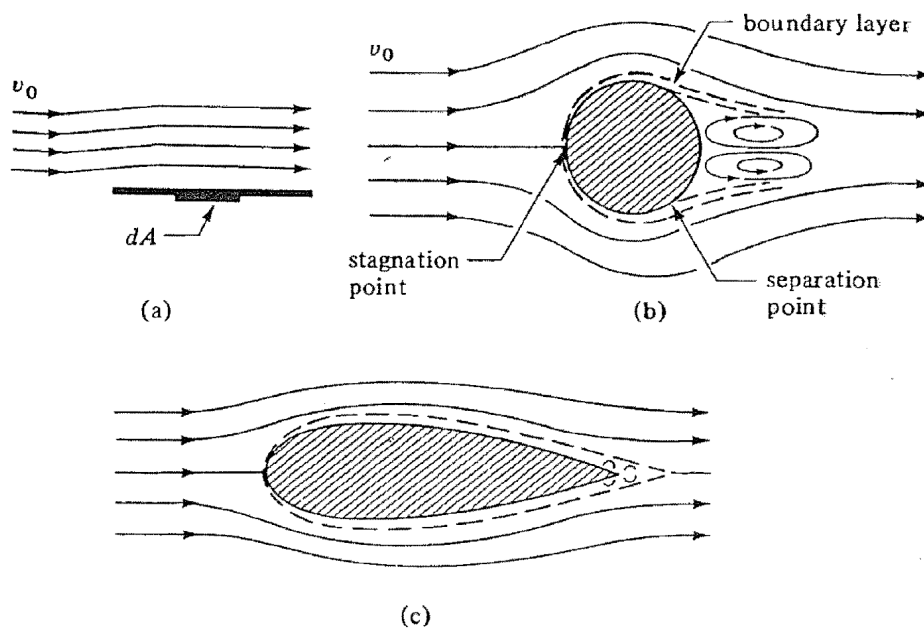 boundary layer
v0
v0
dA
stagnation
point
separation
point
(a)
(b)
(c)